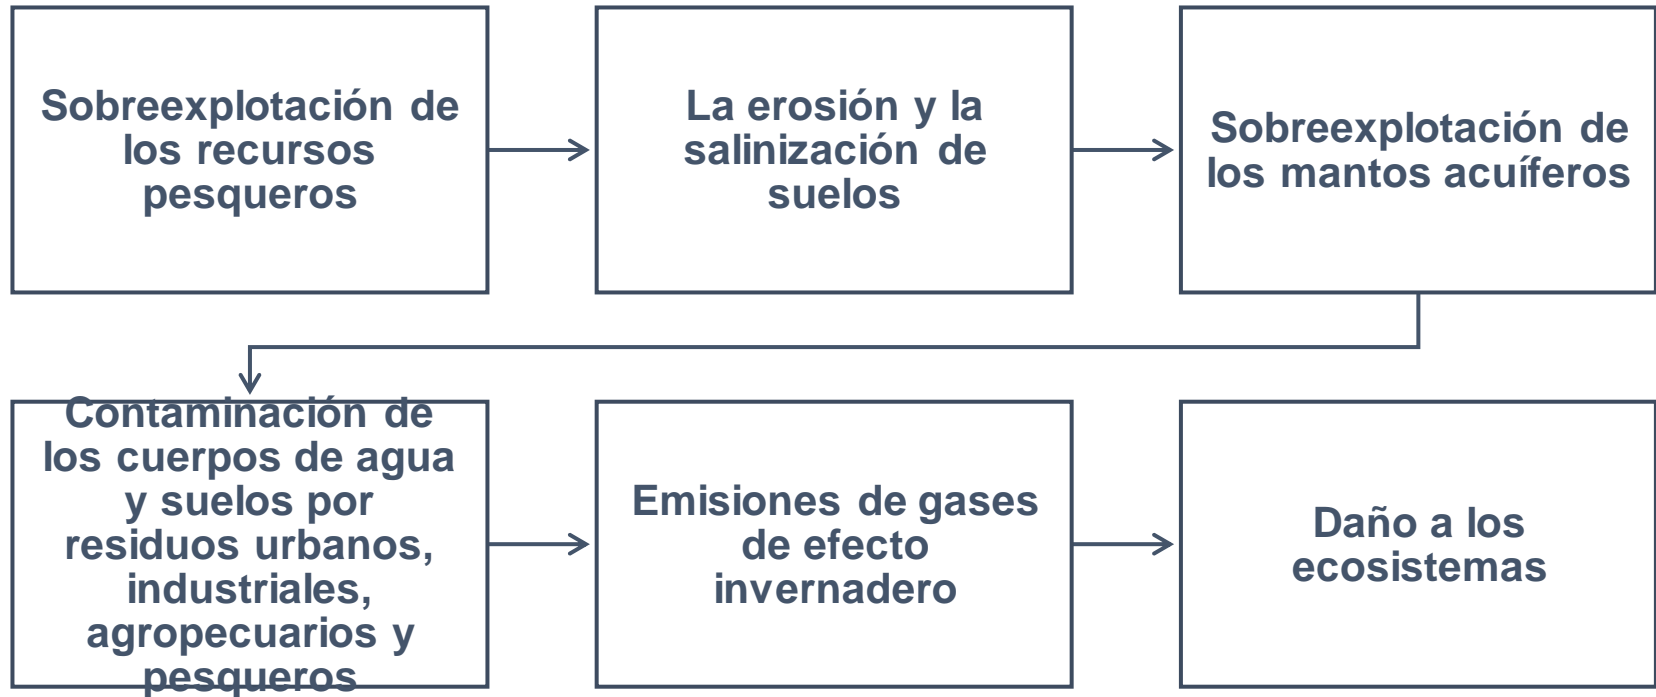 Sobreexplotación de
los recursos
pesqueros
La erosión y la
salinización de
suelos
Sobreexplotación de
los mantos acuíferos
Contaminación de
los cuerpos de agua
y suelos por
residuos urbanos,
industriales,
agropecuarios y
pesqueros
Emisiones de gases
de efecto
invernadero
Daño a los
ecosistemas